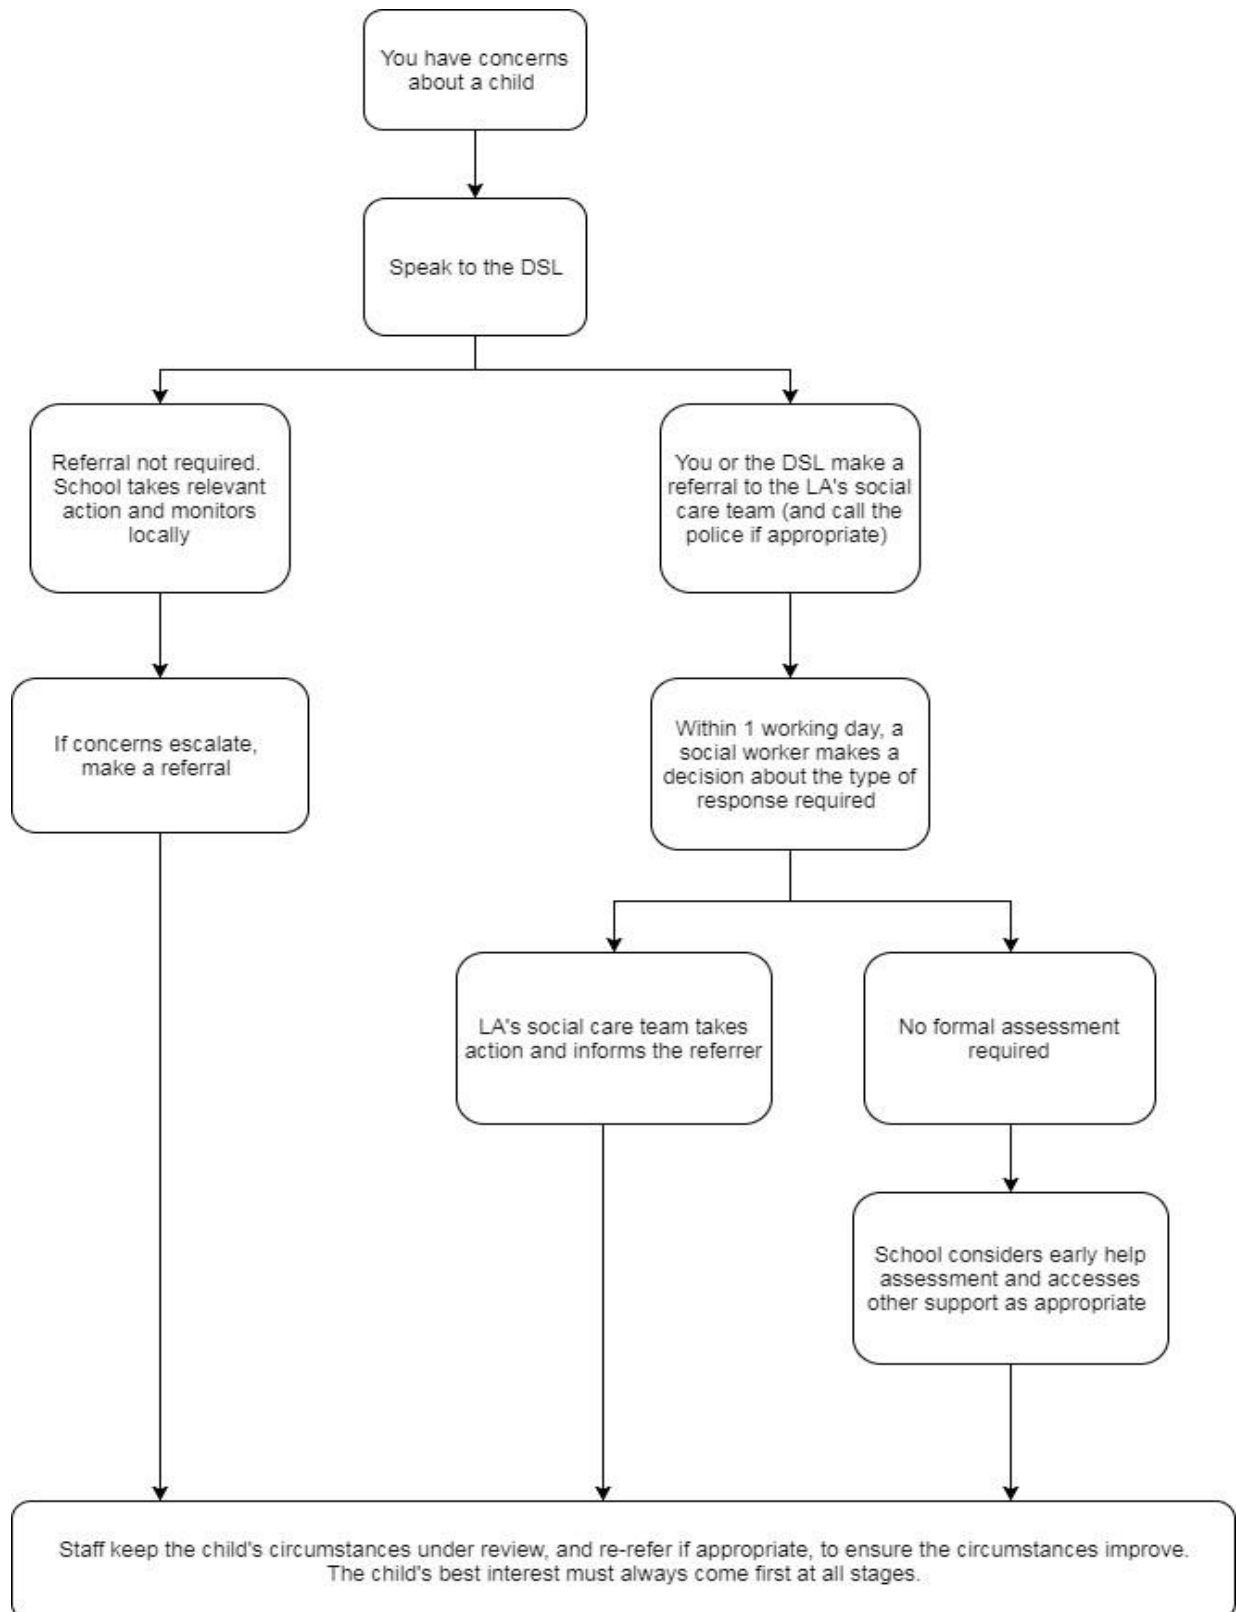 You have concerns
about a child
Speak to the DSL
Referral not required.
School takes relevant
action and monitors
locally
You or the DSL make a
referral to the LA's social
care team (and call the
police if appropriate)
If concerns escalate,
make a referral
Within 1 working day, a
social worker makes a
decision about the type of
response required
LA's social care team takes
action and informs the referrer
No formal assessment
required
School considers early help
assessment and accesses
other support as appropriate
Staff keep the child's circumstances under review, and re-refer if appropriate, to ensure the circumstances improve.
The child's best interest must always come first at all stages.